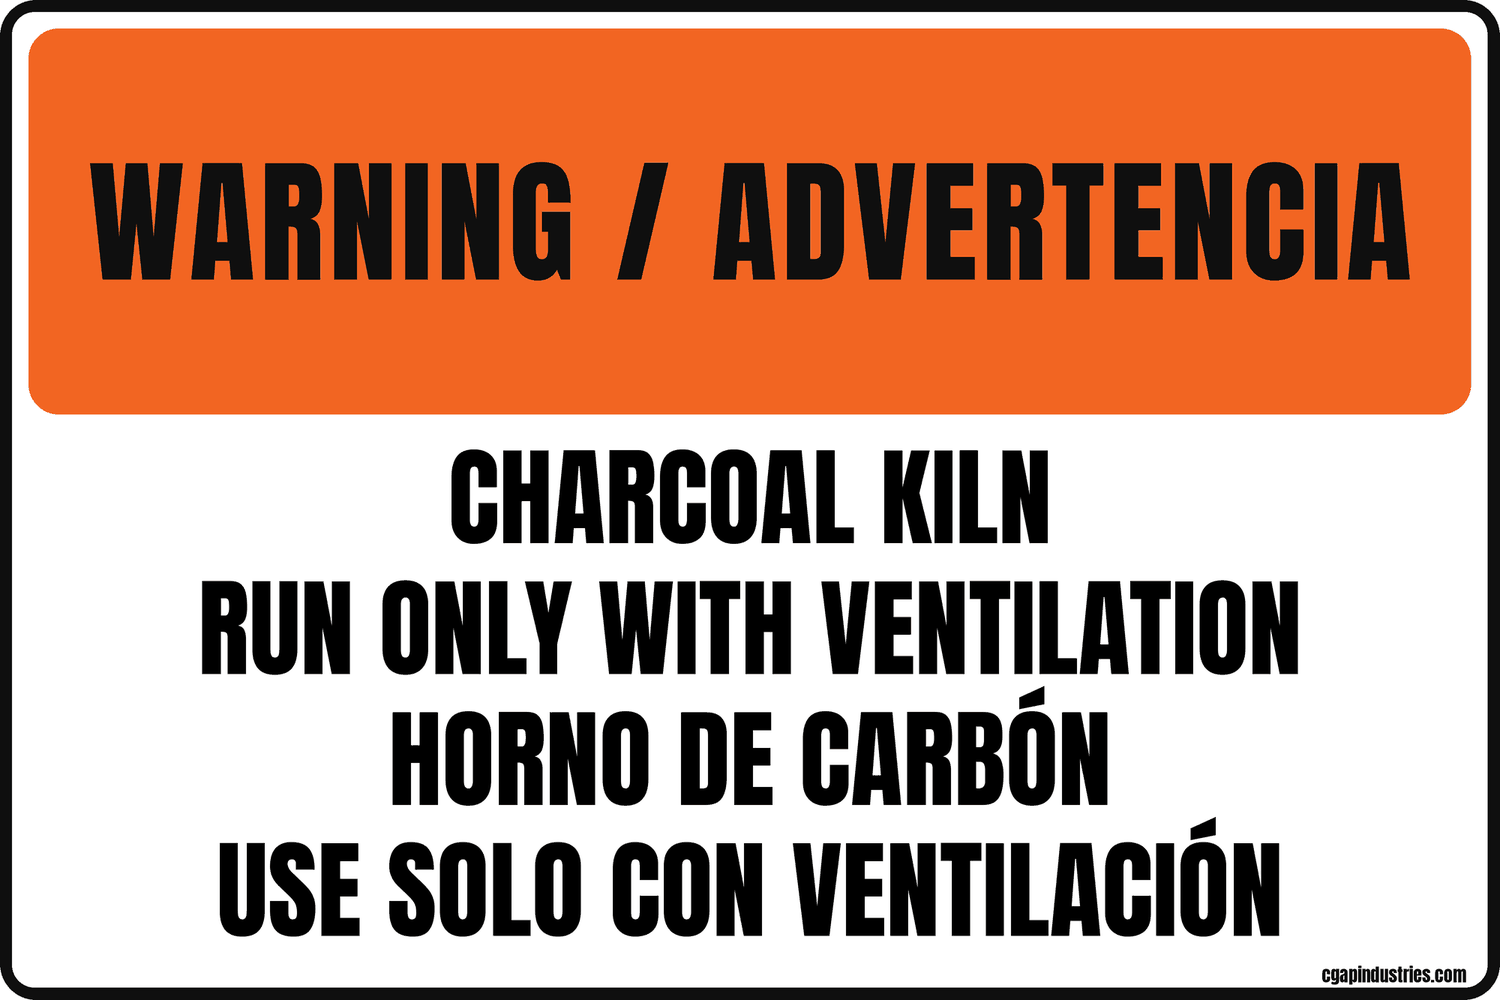 WARNING / ADVERTENCIA
CHARCOAL KILN
RUN ONLY WITH VENTILATION
HORNO DE CARBÓN
USE SOLO CON VENTILACIÓN
cgapindustries.com